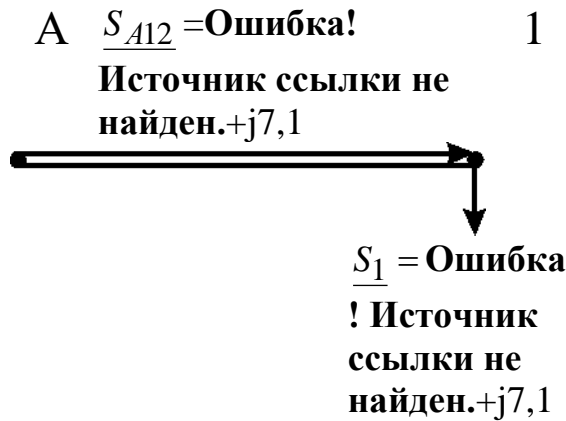 A S_A12 =Ошибка! 1
Источник ссылки не
найден.+j7,1
S_1 = Ошибка
! Источник
ссылки не
найден.+j7,1